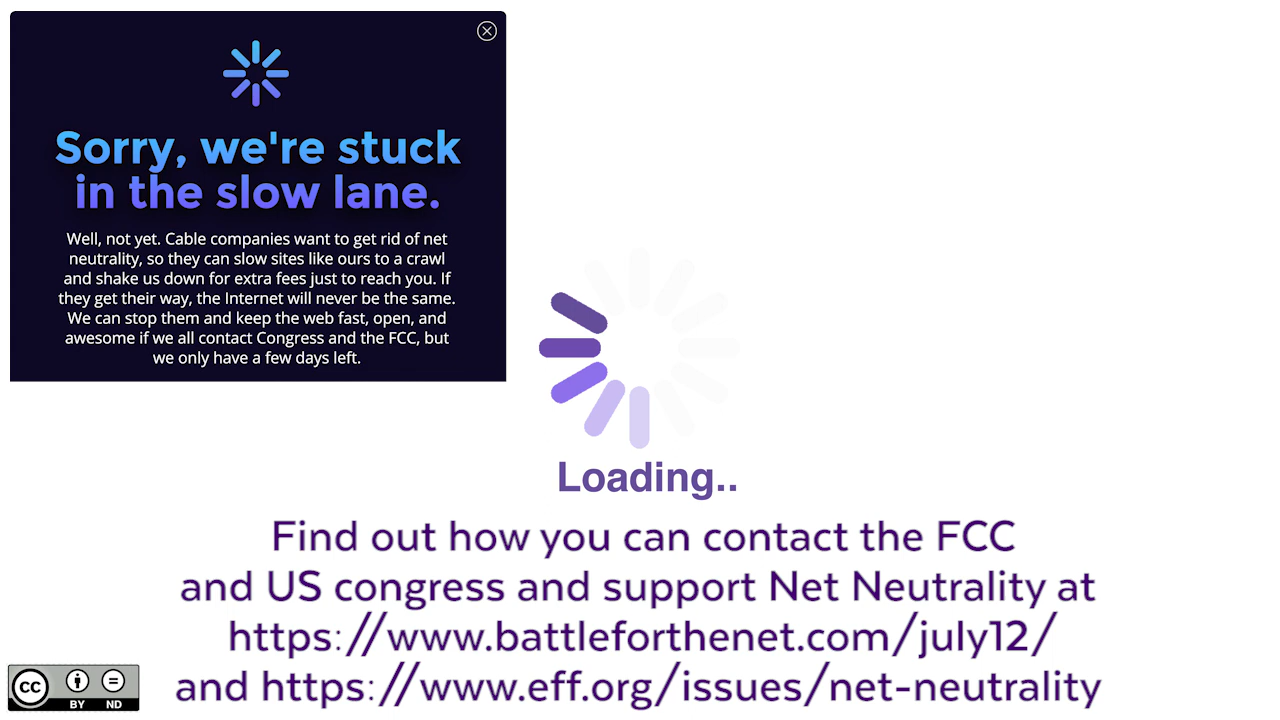 Sorry, we're stuck
in the slow lane.
Well, not yet. Cable companies want to get rid of net
neutrality, so they can slow sites like ours to a crawl
and shake us down for extra fees just to reach you. If
they get their way, the Internet will never be the same.
We can stop them and keep the web fast, open, and
awesome if we all contact Congress and the FCC, but
we only have a few days left.
Loading..
Find out how you can contact the FCC
and US congress and support Net Neutrality at
https://www.battleforthenet.com/july12/
and https://www.eff.org/issues/net-neutrality
cc
BY ND